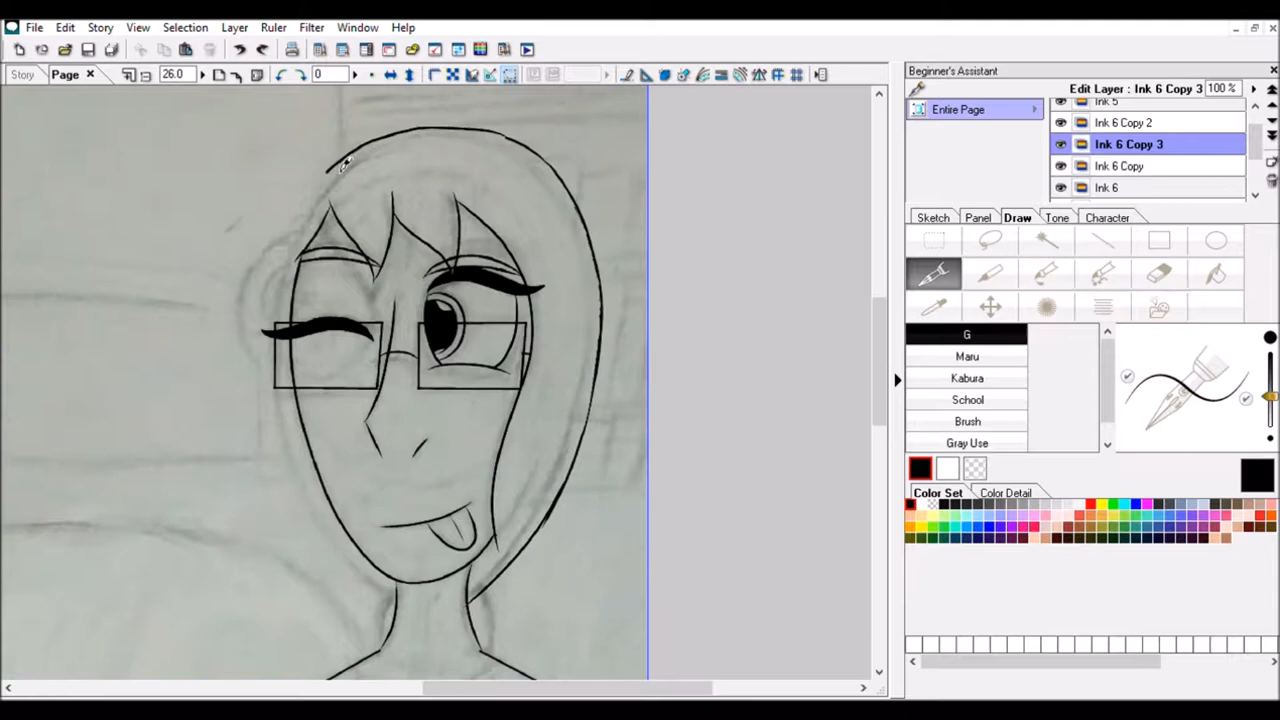 File Edit Story View Selection Layer Ruler Filter Window Help
Story Page 26.0 0
Beginner's Assistant
Edit Layer : Ink 6 Copy 3 100 %
Entire Page
Ink 5
Ink 6 Copy 2
Ink 6 Copy 3
Ink 6 Copy
Ink 6
Sketch Panel Draw Tone Character
G
Maru
Kabura
School
Brush
Gray Use
Color Set Color Detail